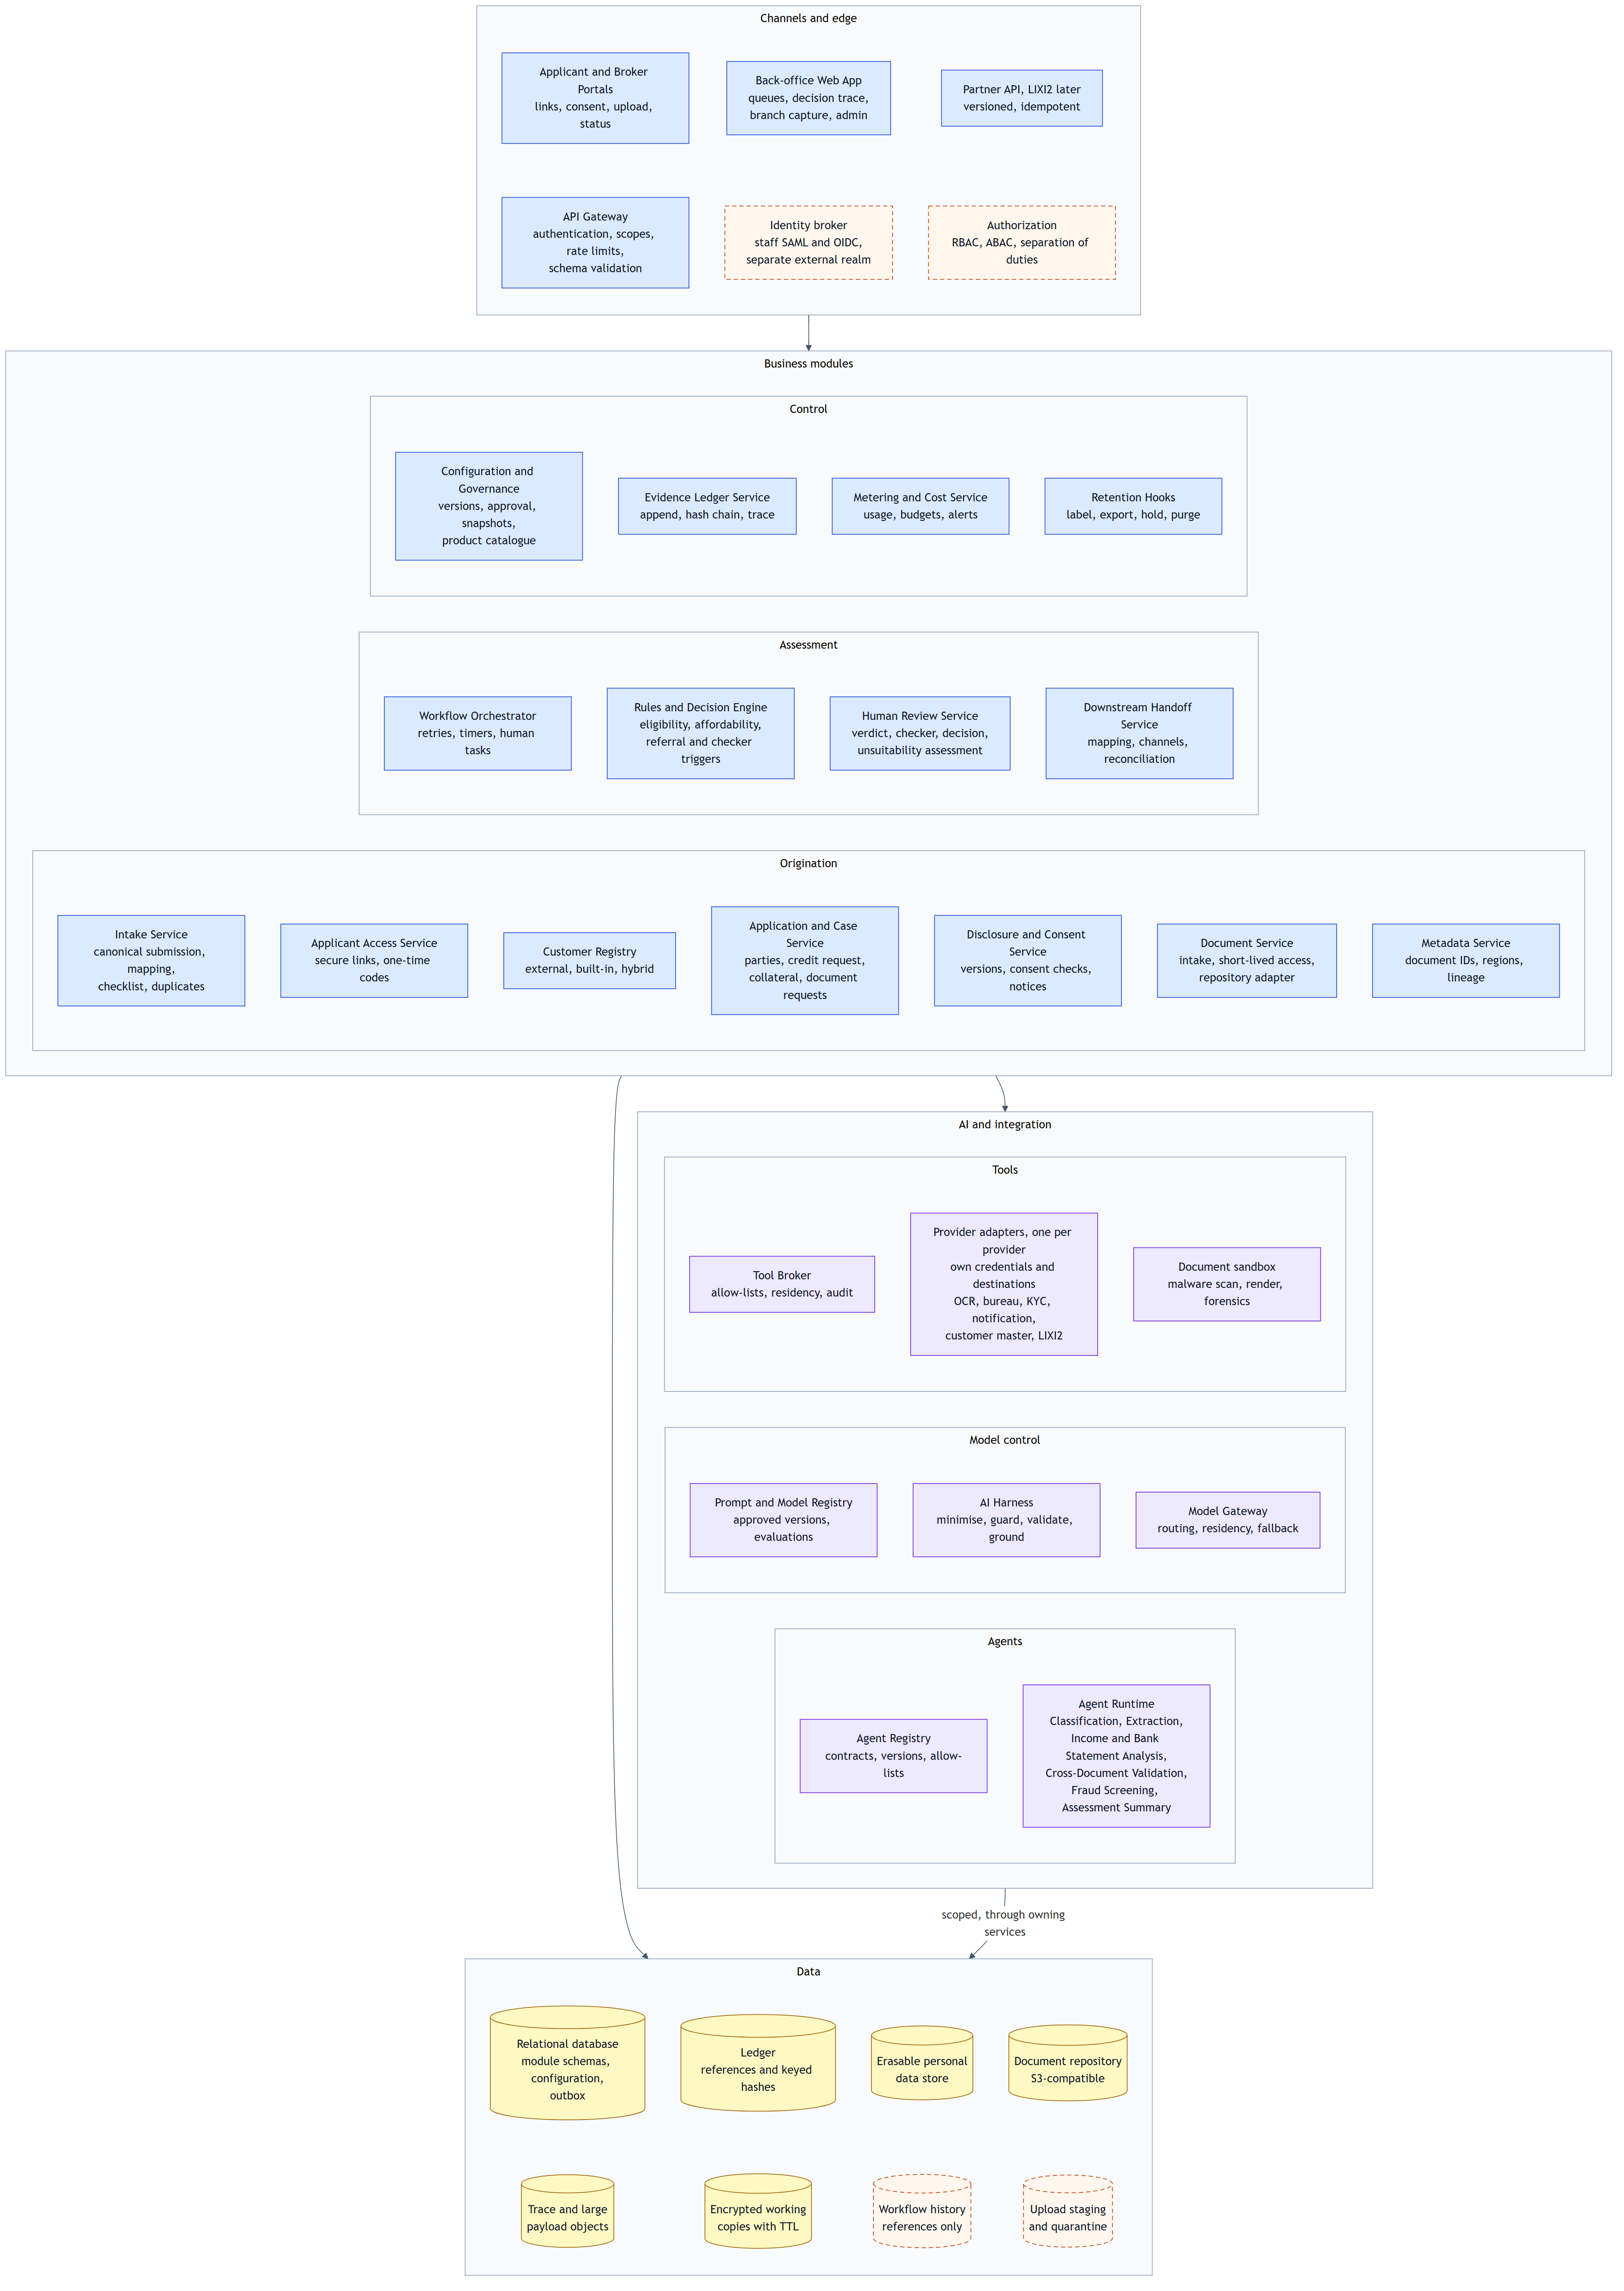 Channels and edge
Applicant and Broker
Portals
links, consent, upload,
status
Back-office Web App
queues, decision trace,
branch capture, admin
Partner API, LIXI2 later
versioned, idempotent
API Gateway
authentication, scopes,
rate limits,
schema validation
Identity broker
staff SAML and OIDC,
separate external realm
Authorization
RBAC, ABAC, separation of
duties
Business modules
Control
Configuration and
Governance
versions, approval,
snapshots,
product catalogue
Evidence Ledger Service
append, hash chain, trace
Metering and Cost Service
usage, budgets, alerts
Retention Hooks
label, export, hold, purge
Assessment
Workflow Orchestrator
retries, timers, human
tasks
Rules and Decision Engine
eligibility, affordability,
referral and checker
triggers
Human Review Service
verdict, checker, decision,
unsuitability assessment
Downstream Handoff
Service
mapping, channels,
reconciliation
Origination
Intake Service
canonical submission,
mapping,
checklist, duplicates
Applicant Access Service
secure links, one-time
codes
Customer Registry
external, built-in, hybrid
Application and Case
Service
parties, credit request,
collateral, document
requests
Disclosure and Consent
Service
versions, consent checks,
notices
Document Service
intake, short-lived access,
repository adapter
Metadata Service
document IDs, regions,
lineage
AI and integration
Tools
Tool Broker
allow-lists, residency, audit
Provider adapters, one per
provider
own credentials and
destinations
OCR, bureau, KYC,
notification,
customer master, LIXI2
Document sandbox
malware scan, render,
forensics
Model control
Prompt and Model Registry
approved versions,
evaluations
AI Harness
minimise, guard, validate,
ground
Model Gateway
routing, residency, fallback
Agents
Agent Registry
contracts, versions, allow-
lists
Agent Runtime
Classification, Extraction,
Income and Bank
Statement Analysis,
Cross-Document Validation,
Fraud Screening,
Assessment Summary
scoped, through owning
services
Data
Relational database
module schemas,
configuration,
outbox
Ledger
references and keyed
hashes
Erasable personal
data store
Document repository
S3-compatible
Trace and large
payload objects
Encrypted working
copies with TTL
Workflow history
references only
Upload staging
and quarantine